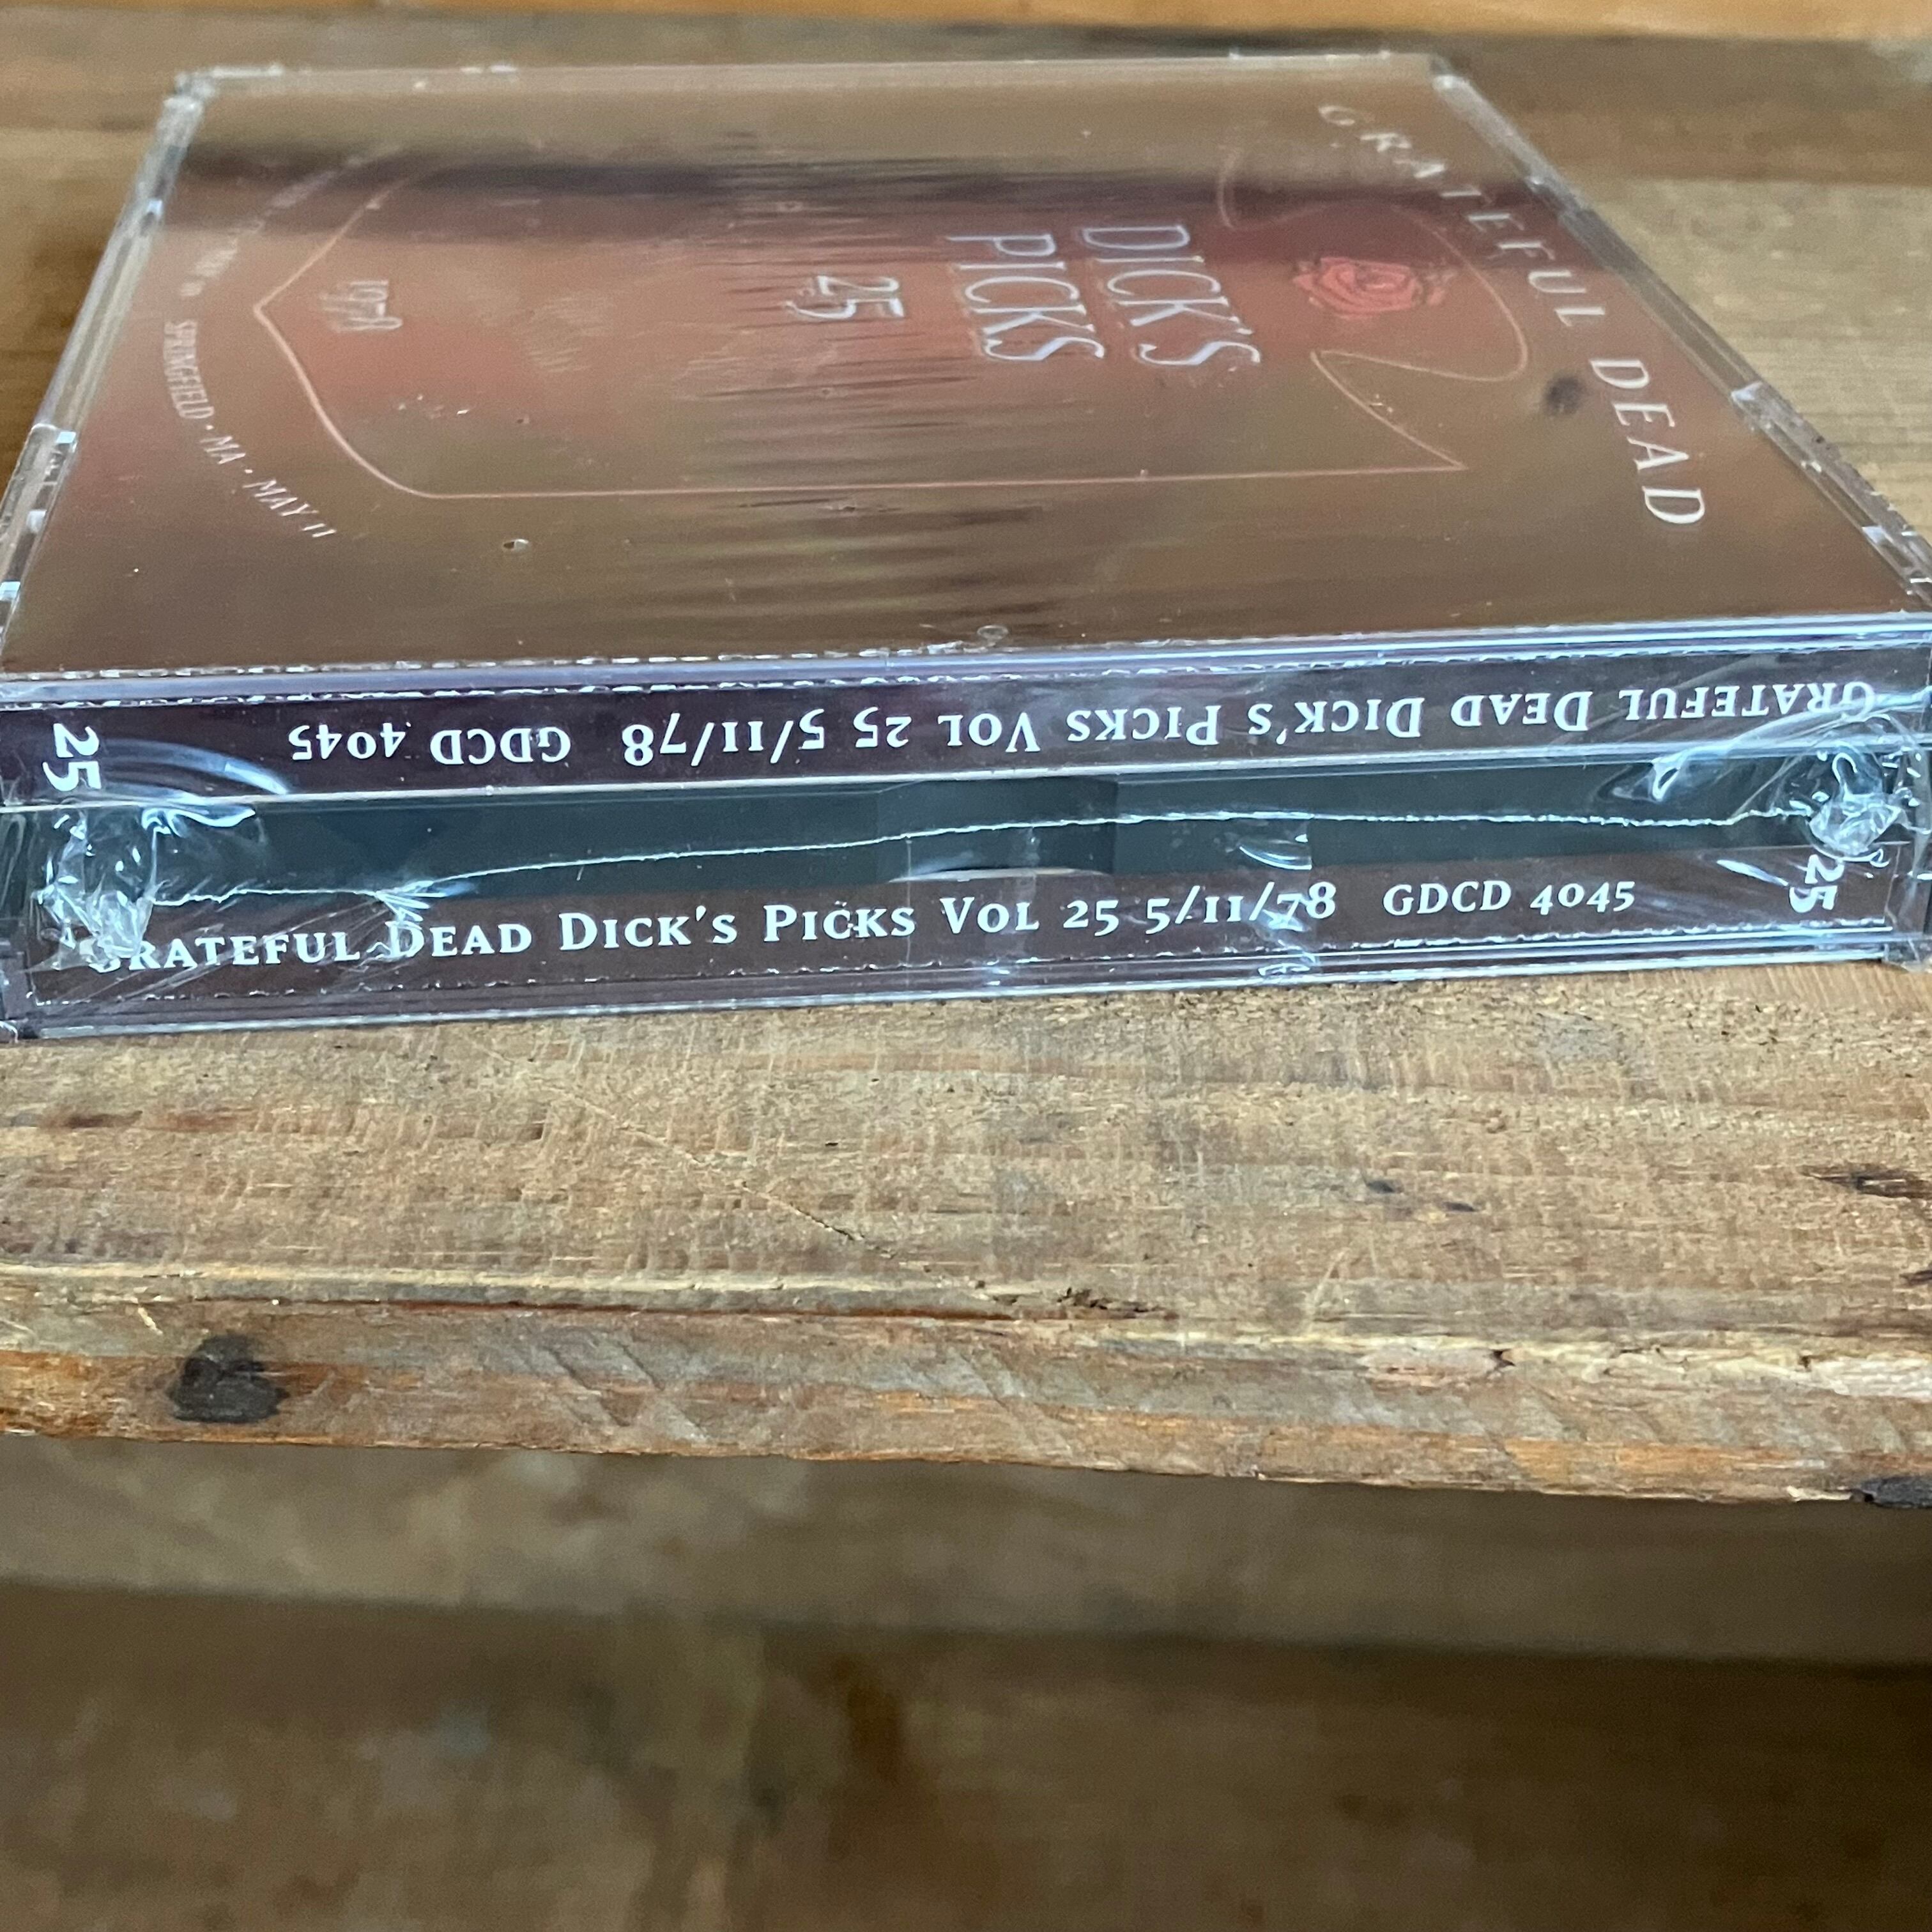 GRATEFUL DEAD
DICK'S
PICKS
25
1978
SPRINGFIELD · MA · MAY 11
GRATEFUL DEAD DICK'S PICKS VOL 25 5/11/78 GDCD 4045
25
GRATEFUL DEAD DICK'S PICKS VOL 25 5/11/78 GDCD 4045
25